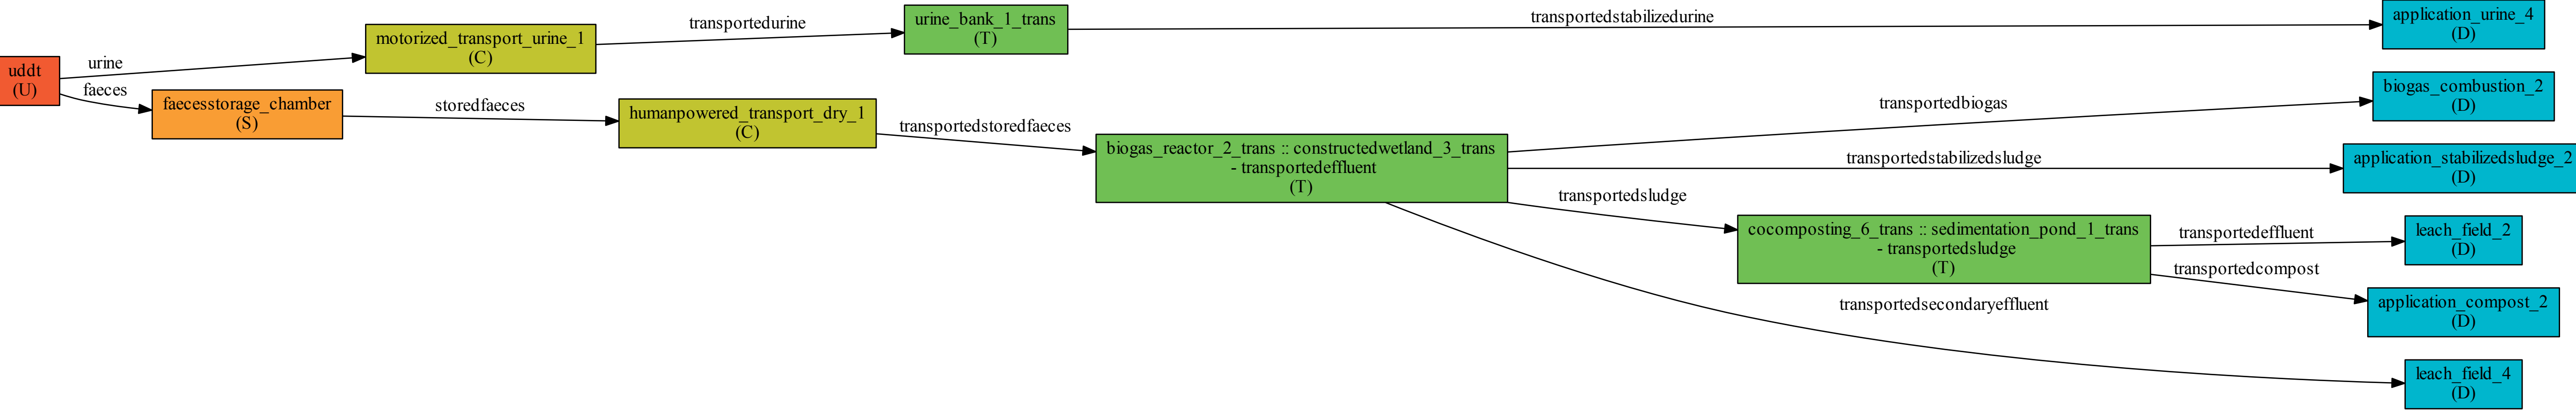 uddt
(U)
urine
faeces
motorized_transport_urine_1
(C)
faecesstorage_chamber
(S)
transportedurine
storedfaeces
urine_bank_1_trans
(T)
humanpowered_transport_dry_1
(C)
transportedstoredfaeces
transportedstabilizedurine
biogas_reactor_2_trans :: constructedwetland_3_trans
- transportedeffluent
(T)
transportedbiogas
transportedstabilizedsludge
transportedsludge
transportedsecondaryeffluent
cocomposting_6_trans :: sedimentation_pond_1_trans
- transportedsludge
(T)
transportedeffluent
transportedcompost
application_urine_4
(D)
biogas_combustion_2
(D)
application_stabilizedsludge_2
(D)
leach_field_2
(D)
application_compost_2
(D)
leach_field_4
(D)